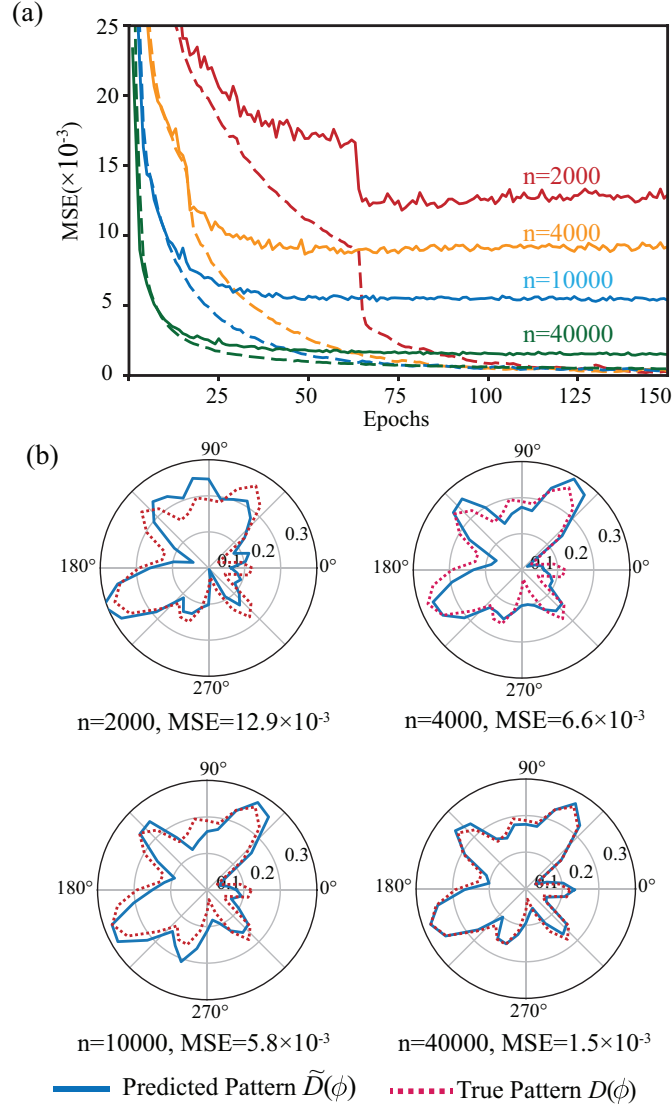 (a)
25
20
15
10
5
0
MSE(×10⁻³)
n=2000
n=4000
n=10000
n=40000
25 50 75 100 125 150
Epochs
(b)
90°
180°
0°
270°
0.1
0.2
0.3
n=2000, MSE=12.9×10⁻³
90°
180°
0°
270°
0.1
0.2
0.3
n=4000, MSE=6.6×10⁻³
90°
180°
0°
270°
0.1
0.2
0.3
n=10000, MSE=5.8×10⁻³
90°
180°
0°
270°
0.1
0.2
0.3
n=40000, MSE=1.5×10⁻³
Predicted Pattern D̃(ϕ)
True Pattern D(ϕ)